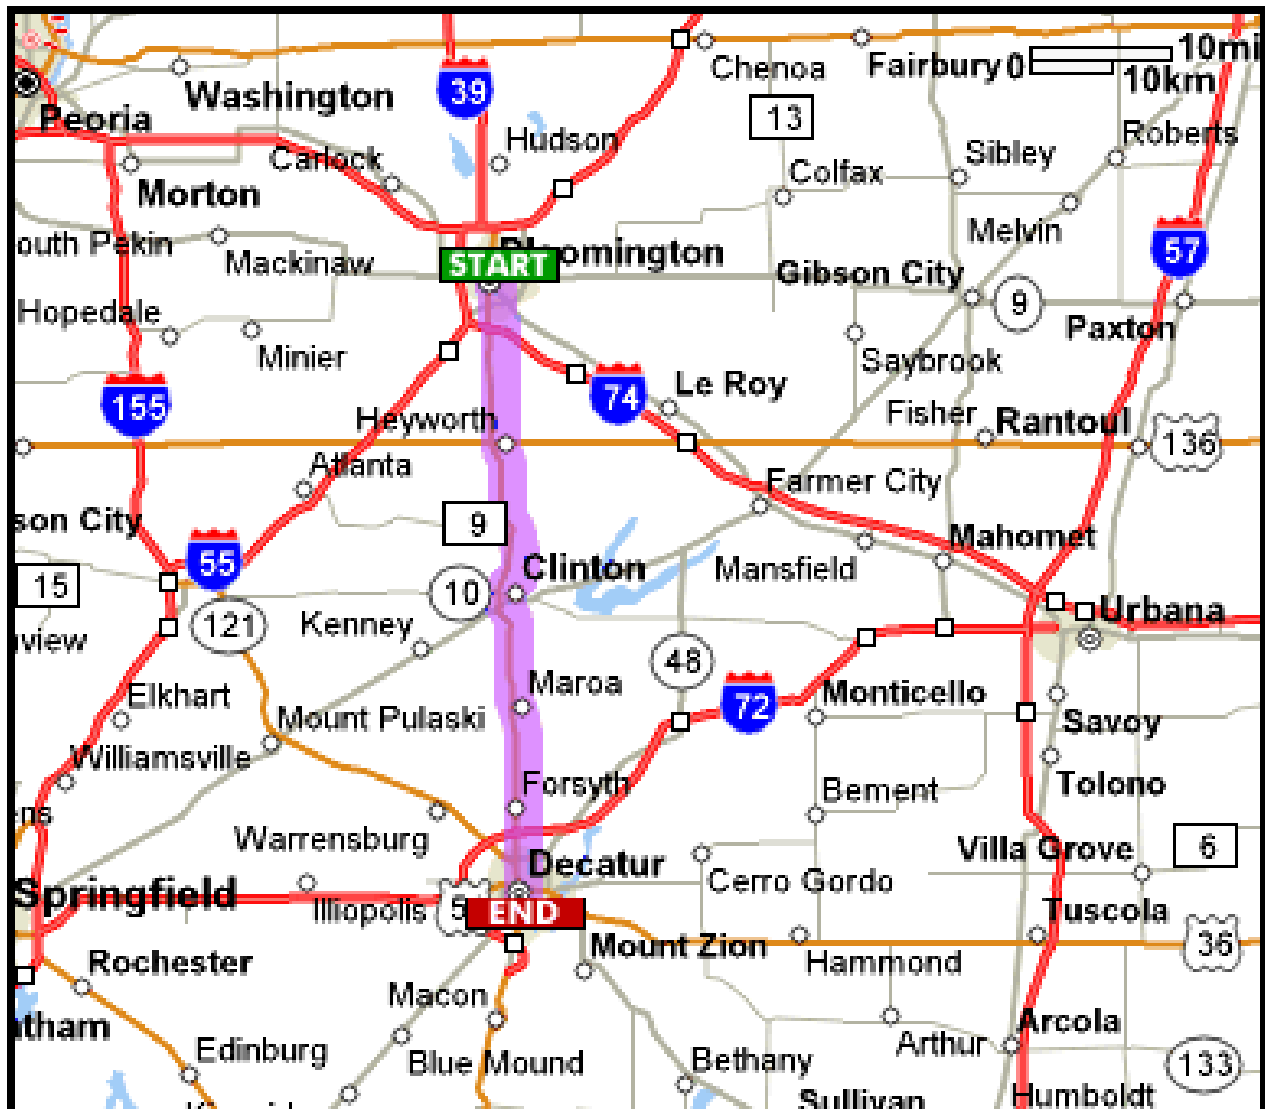 Chenoa
Fairbury
0
10mi
10km
39
Washington
Peoria
13
Hudson
Roberts
Carlock
Sibley
Colfax
Morton
Melvin
outh Pekin
Mackinaw
START
omington
57
Gibson City
9
Hopedale
Paxton
Minier
Saybrook
155
74
Le Roy
Heyworth
Fisher
Rantoul
136
Atlanta
Farmer City
son City
9
Mahomet
55
Clinton
Mansfield
15
10
121
Kenney
Urbana
view
48
Maroa
Elkhart
72
Monticello
Mount Pulaski
Savoy
Williamsville
Forsyth
Tolono
Bement
ens
Warrensburg
Villa Grove
6
Decatur
Springfield
Cerro Gordo
Illiopolis
5
END
Tuscola
Mount Zion
36
Rochester
Hammond
Macon
atham
Arcola
Edinburg
Arthur
Blue Mound
Bethany
133
Sullivan
Humboldt